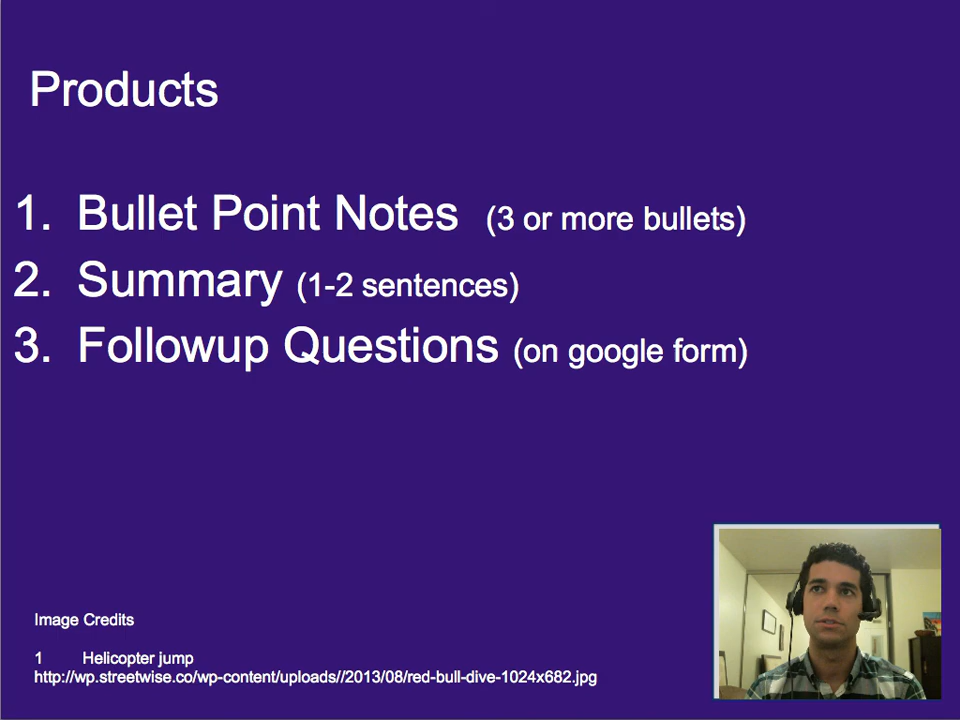 Products
1. Bullet Point Notes (3 or more bullets)
2. Summary (1-2 sentences)
3. Followup Questions (on google form)
Image Credits
1 Helicopter jump
http://wp.streetwise.co/wp-content/uploads//2013/08/red-bull-dive-1024x682.jpg